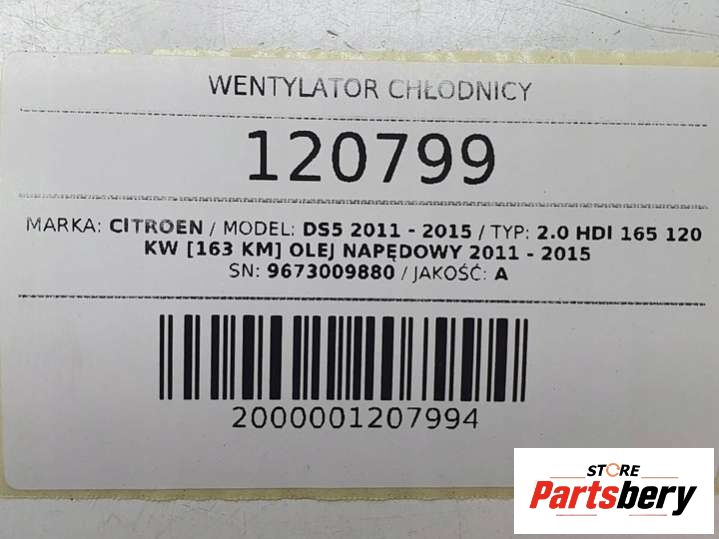 WENTYLATOR CHŁODNICY
120799
MARKA: CITROEN / MODEL: DS5 2011 - 2015 / TYP: 2.0 HDI 165 120
KW [163 KM] OLEJ NAPĘDOWY 2011 - 2015
SN: 9673009880 / JAKOŚĆ: A
2000001207994
STORE
Partsbery